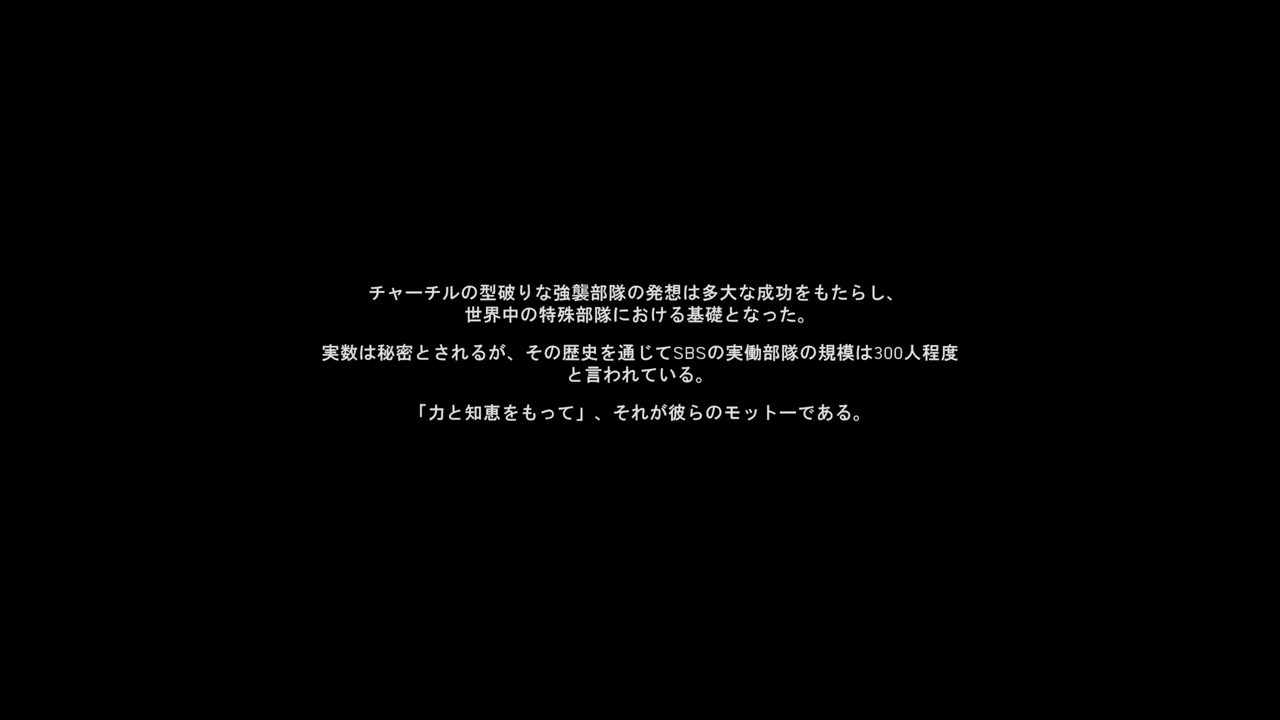 チャーチルの型破りな強襲部隊の発想は多大な成功をもたらし、
世界中の特殊部隊における基礎となった。
実数は秘密とされるが、その歴史を通じてSBSの実働部隊の規模は300人程度
と言われている。
「力と知恵をもって」、それが彼らのモットーである。